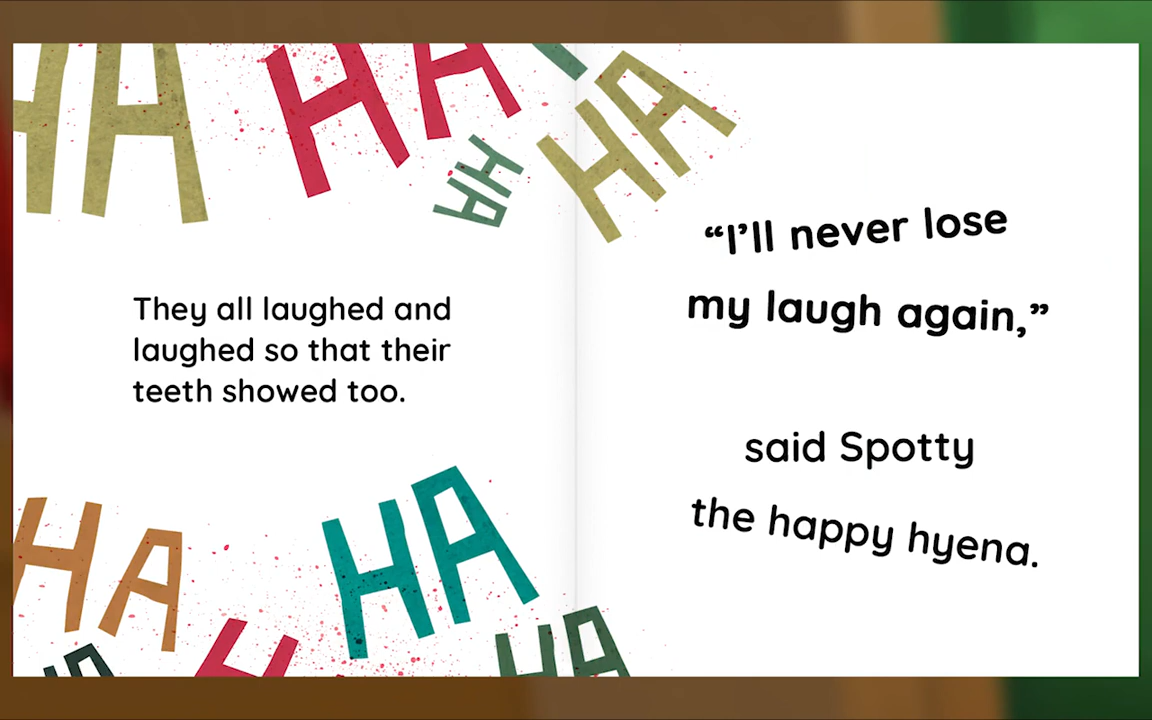 HA
HA
HA
HA
They all laughed and
laughed so that their
teeth showed too.
HA
HA
HA
H
HA
“I’ll never lose
my laugh again,”
said Spotty
the happy hyena.